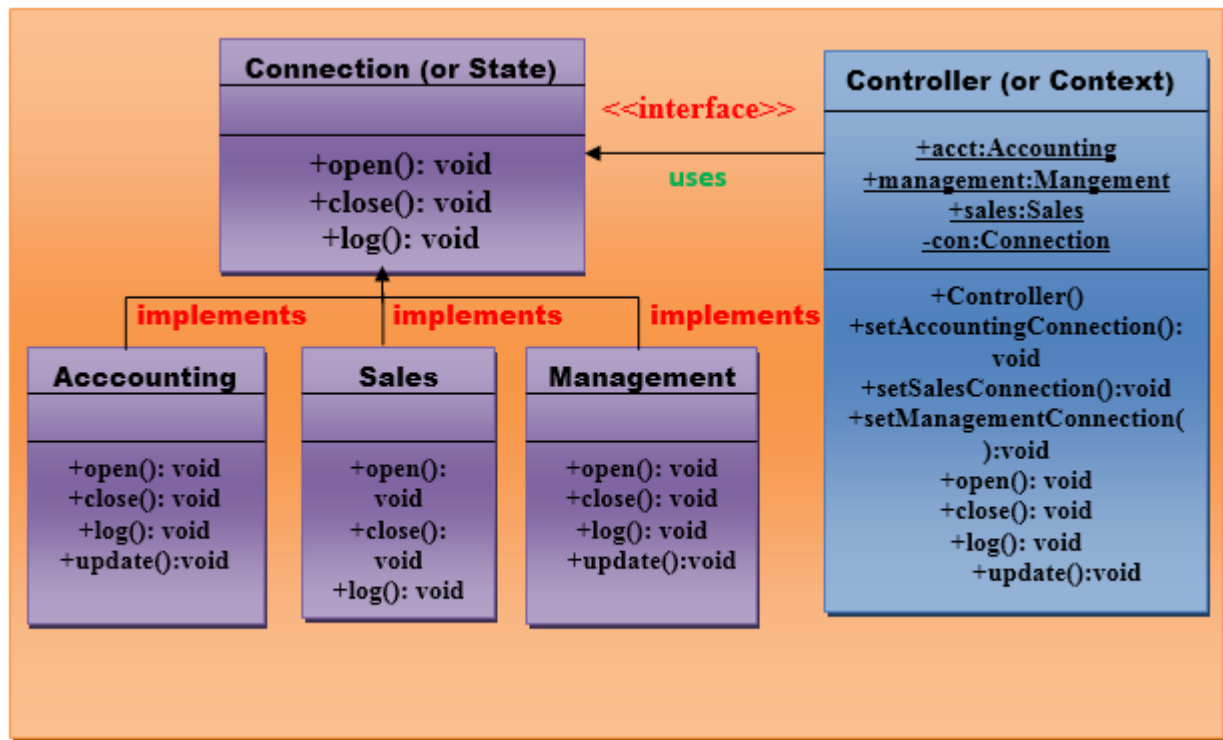 Connection (or State)
+open(): void
+close(): void
+log(): void
<<interface>>
uses
Controller (or Context)
+acct:Accounting
+management:Mangement
+sales:Sales
-con:Connection
+Controller()
+setAccountingConnection():
void
+setSalesConnection():void
+setManagementConnection(
):void
+open(): void
+close(): void
+log(): void
+update():void
implements
implements
implements
Acccounting
+open(): void
+close(): void
+log(): void
+update():void
Sales
+open():
void
+close():
void
+log(): void
Management
+open(): void
+close(): void
+log(): void
+update():void